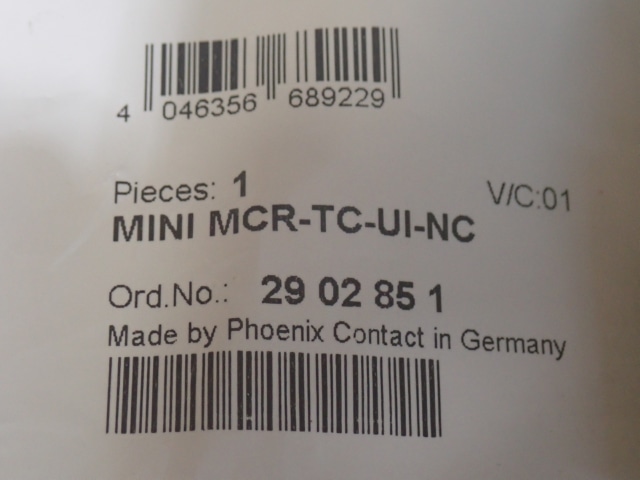 4 046356 689229
Pieces: 1 V/C:01
MINI MCR-TC-UI-NC
Ord.No.: 29 02 85 1
Made by Phoenix Contact in Germany